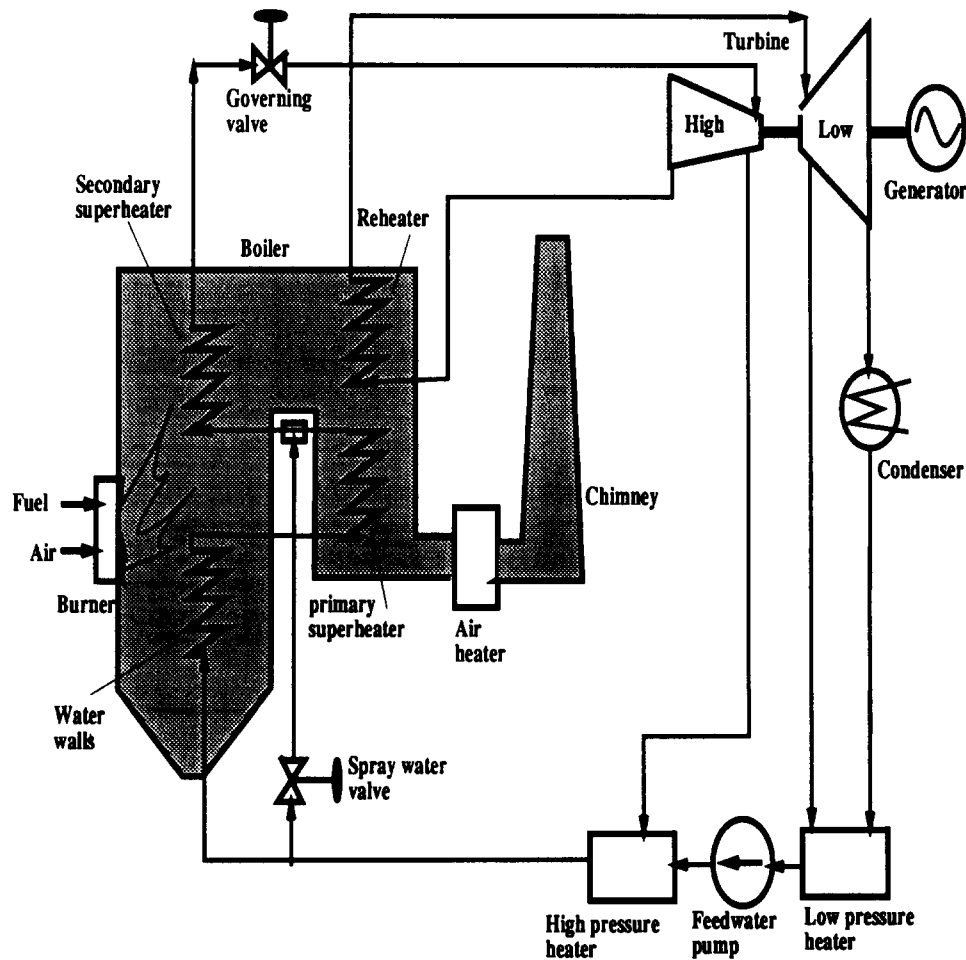 Turbine
Governing
valve
High
Low
Generator
Secondary
superheater
Reheater
Boiler
Condenser
Fuel
Chimney
Air
Burner
primary
superheater
Air
heater
Water
walls
Spray water
valve
High pressure
heater
Feedwater
pump
Low pressure
heater